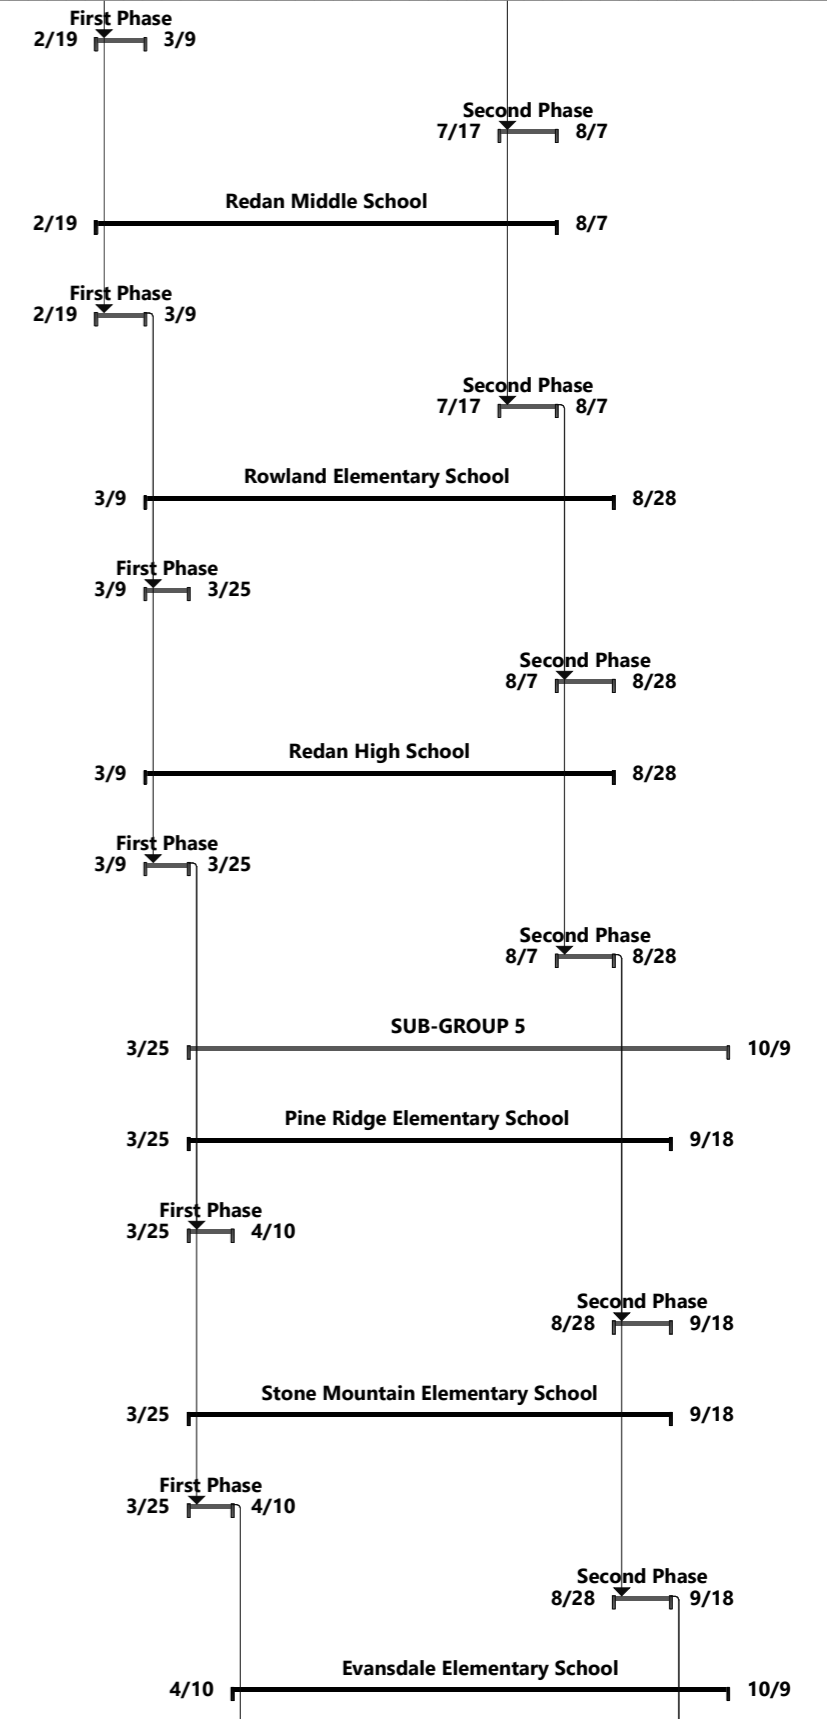 First Phase
2/19 3/9
Second Phase
7/17 8/7
Redan Middle School
2/19 8/7
First Phase
2/19 3/9
Second Phase
7/17 8/7
Rowland Elementary School
3/9 8/28
First Phase
3/9 3/25
Second Phase
8/7 8/28
Redan High School
3/9 8/28
First Phase
3/9 3/25
Second Phase
8/7 8/28
SUB-GROUP 5
3/25 10/9
Pine Ridge Elementary School
3/25 9/18
First Phase
3/25 4/10
Second Phase
8/28 9/18
Stone Mountain Elementary School
3/25 9/18
First Phase
3/25 4/10
Second Phase
8/28 9/18
Evansdale Elementary School
4/10 10/9